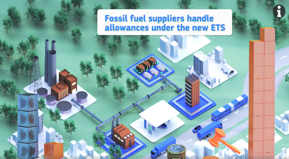 Fossil fuel suppliers handle
allowances under the new ETS
i